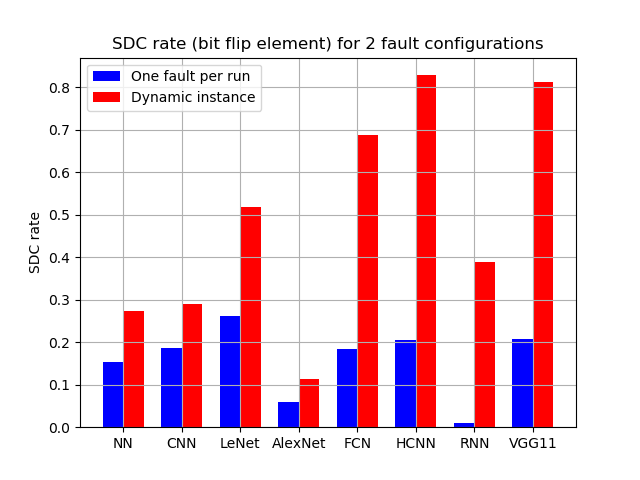 SDC rate (bit flip element) for 2 fault configurations
One fault per run
Dynamic instance
SDC rate
0.8
0.7
0.6
0.5
0.4
0.3
0.2
0.1
0.0
NN CNN LeNet AlexNet FCN HCNN RNN VGG11